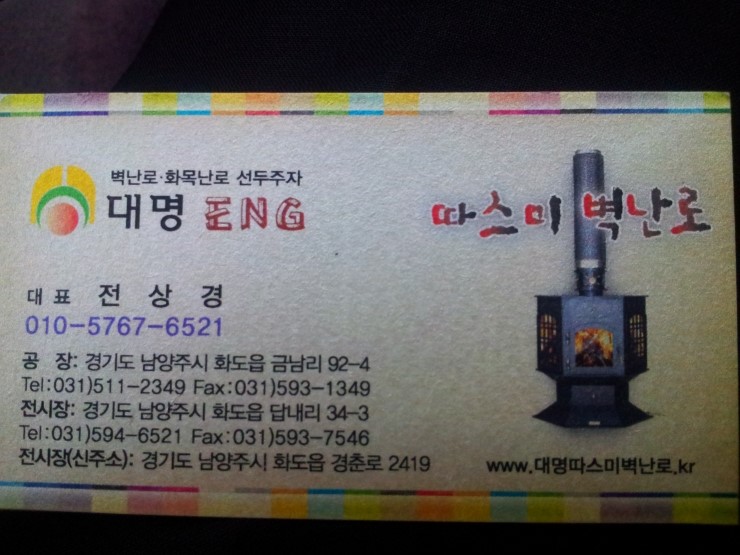 벽난로·화목난로 선두주자
대명 ENG
따스미 벽난로
대표 전상경
010-5767-6521
공 장: 경기도 남양주시 화도읍 금남리 92-4
Tel:031)511-2349 Fax:031)593-1349
전시장: 경기도 남양주시 화도읍 답내리 34-3
Tel:031)594-6521 Fax:031)593-7546
전시장(신주소): 경기도 남양주시 화도읍 경춘로 2419
www.대명따스미벽난로.kr